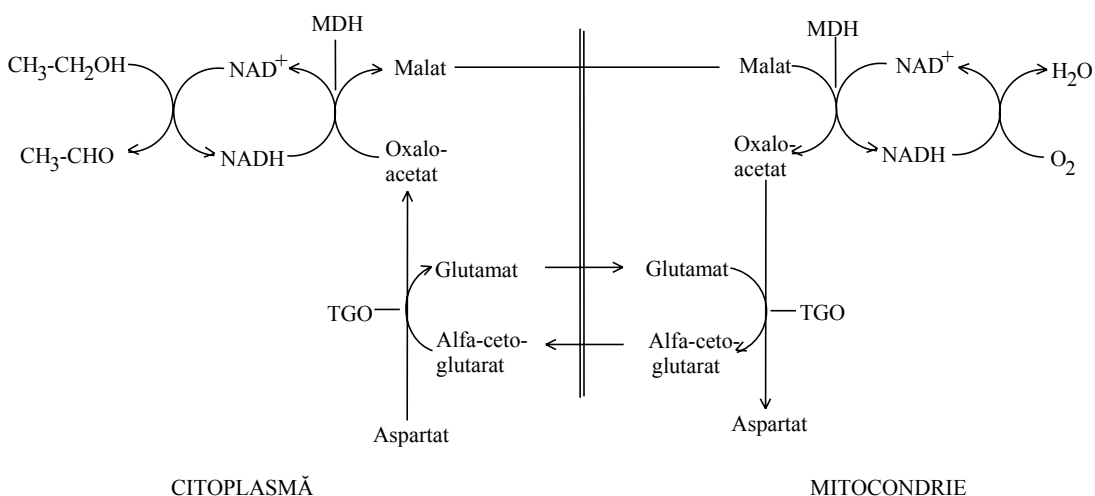 MDH
MDH
CH3-CH2OH
NAD+
Malat
Malat
NAD+
H2O
CH3-CHO
NADH
Oxalo-
acetat
Oxalo-
acetat
NADH
O2
Glutamat
Glutamat
TGO
TGO
Alfa-ceto-
glutarat
Alfa-ceto-
glutarat
Aspartat
Aspartat
CITOPLASMĂ
MITOCONDRIE